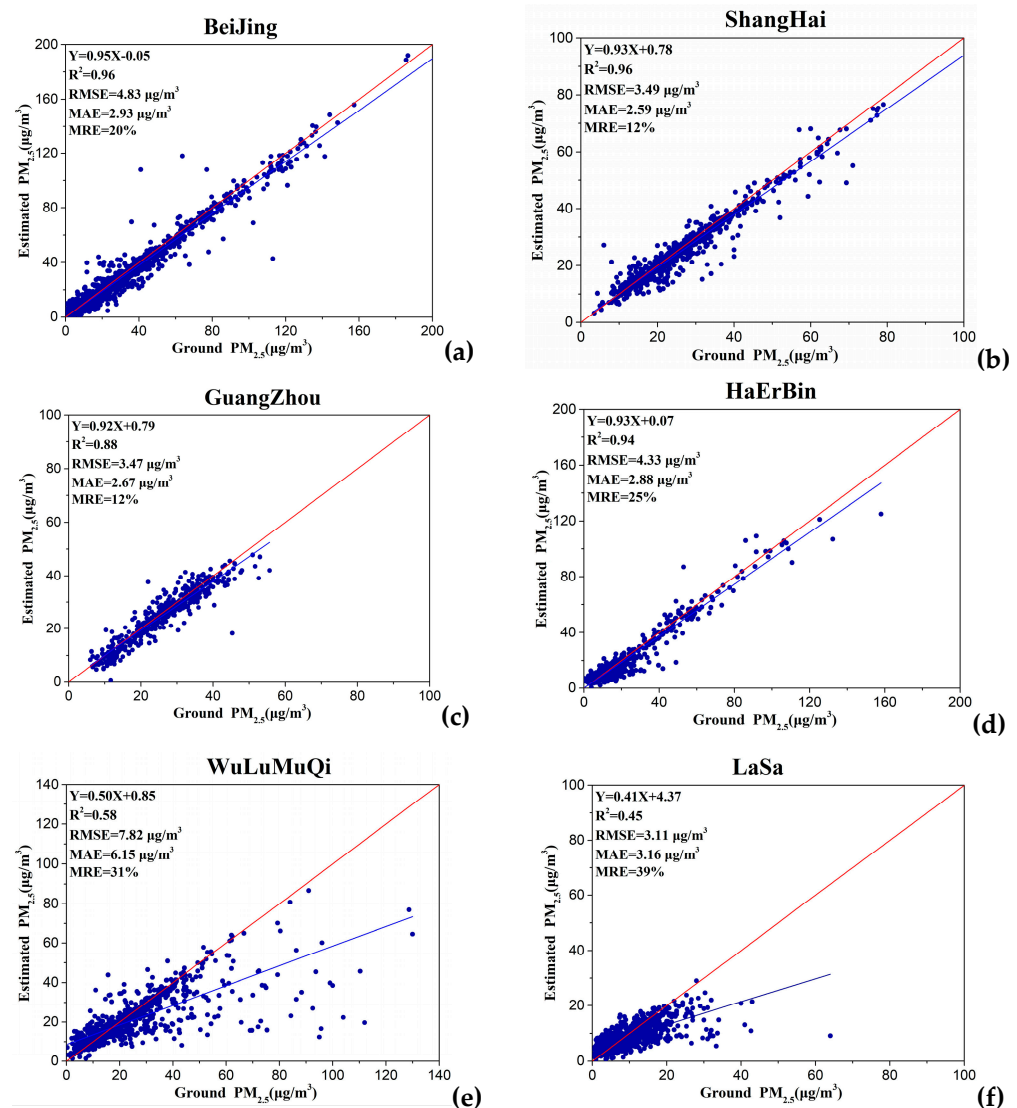 BeiJing
Y=0.95X-0.05
R²=0.96
RMSE=4.83 μg/m³
MAE=2.93 μg/m³
MRE=20%
200
160
120
80
40
0
Estimated PM₂.₅(μg/m³)
0 40 80 120 160 200
Ground PM₂.₅(μg/m³)
(a)
ShangHai
Y=0.93X+0.78
R²=0.96
RMSE=3.49 μg/m³
MAE=2.59 μg/m³
MRE=12%
100
80
60
40
20
0
Estimated PM₂.₅(μg/m³)
0 20 40 60 80 100
Ground PM₂.₅(μg/m³)
(b)
GuangZhou
Y=0.92X+0.79
R²=0.88
RMSE=3.47 μg/m³
MAE=2.67 μg/m³
MRE=12%
100
80
60
40
20
0
Estimated PM₂.₅(μg/m³)
0 20 40 60 80 100
Ground PM₂.₅(μg/m³)
(c)
HaErBin
Y=0.93X+0.07
R²=0.94
RMSE=4.33 μg/m³
MAE=2.88 μg/m³
MRE=25%
200
160
120
80
40
0
Estimated PM₂.₅(μg/m³)
0 40 80 120 160 200
Ground PM₂.₅(μg/m³)
(d)
WuLuMuQi
Y=0.50X+0.85
R²=0.58
RMSE=7.82 μg/m³
MAE=6.15 μg/m³
MRE=31%
140
120
100
80
60
40
20
0
Estimated PM₂.₅(μg/m³)
0 20 40 60 80 100 120 140
Ground PM₂.₅(μg/m³)
(e)
LaSa
Y=0.41X+4.37
R²=0.45
RMSE=3.11 μg/m³
MAE=3.16 μg/m³
MRE=39%
100
80
60
40
20
0
Estimated PM₂.₅(μg/m³)
0 20 40 60 80 100
Ground PM₂.₅(μg/m³)
(f)